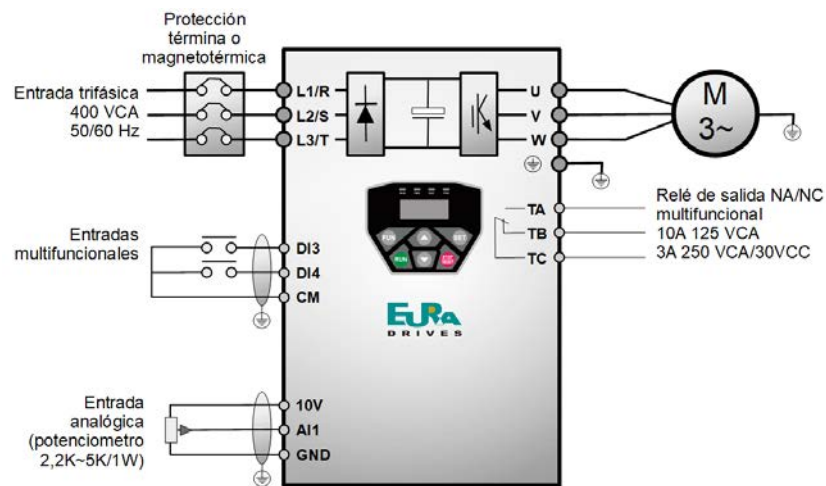 Protección
términa o
magnetotérmica
Entrada trifásica
400 VCA
50/60 Hz
L1/R
L2/S
L3/T
U
V
W
M
3~
TA
TB
TC
Relé de salida NA/NC
multifuncional
10A 125 VCA
3A 250 VCA/30VCC
FUN
SET
RUN
STOP
Entradas
multifuncionales
DI3
DI4
CM
EURA
DRIVES
Entrada
analógica
(potenciometro
2,2K~5K/1W)
10V
AI1
GND